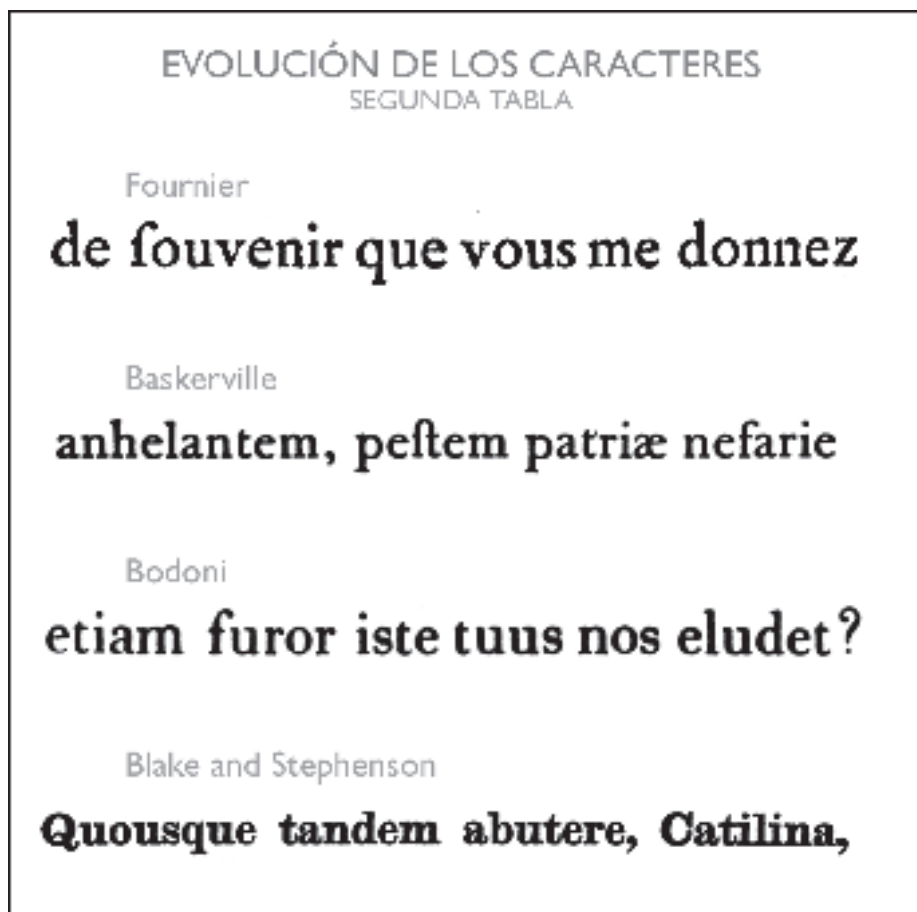 EVOLUCIÓN DE LOS CARACTERES
SEGUNDA TABLA
Fournier
de ſouvenir que vous me donnez
Baskerville
anhelantem, peſtem patriæ nefarie
Bodoni
etiam furor iste tuus nos eludet?
Blake and Stephenson
Quousque tandem abutere, Catilina,